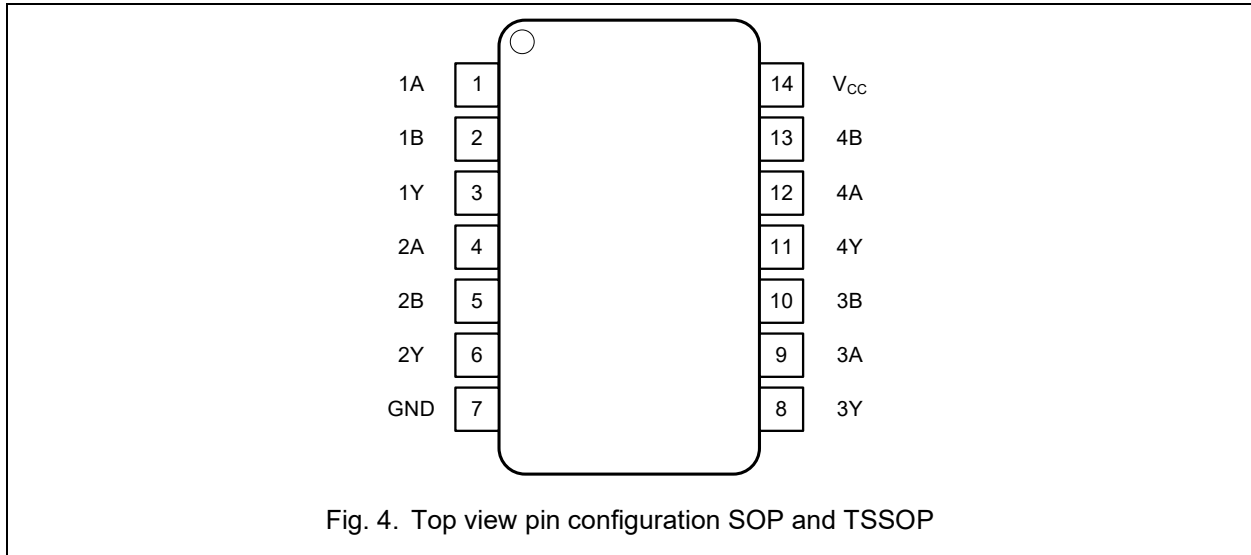 1A 1 14 VCC
1B 2 13 4B
1Y 3 12 4A
2A 4 11 4Y
2B 5 10 3B
2Y 6 9 3A
GND 7 8 3Y
Fig. 4. Top view pin configuration SOP and TSSOP